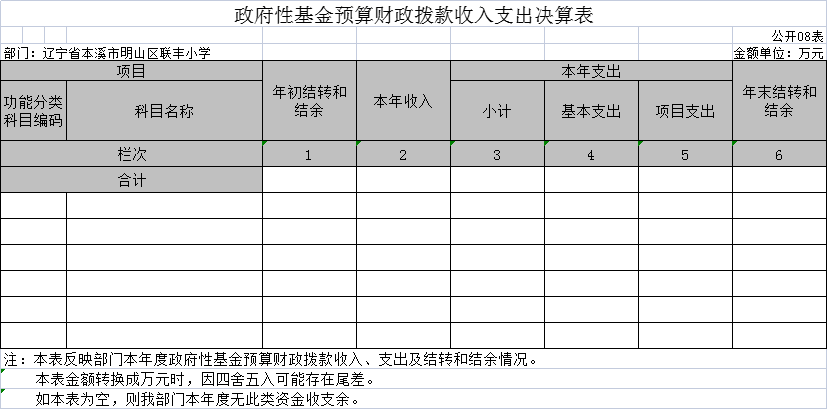 政府性基金预算财政拨款收入支出决算表
公开08表
部门：辽宁省本溪市明山区联丰小学 金额单位：万元
项目 年初结转和结余 本年收入 本年支出 年末结转和结余
功能分类科目编码 科目名称 小计 基本支出 项目支出
栏次 1 2 3 4 5 6
合计
注：本表反映部门本年度政府性基金预算财政拨款收入、支出及结转和结余情况。
本表金额转换成万元时，因四舍五入可能存在尾差。
如本表为空，则我部门本年度无此类资金收支余。